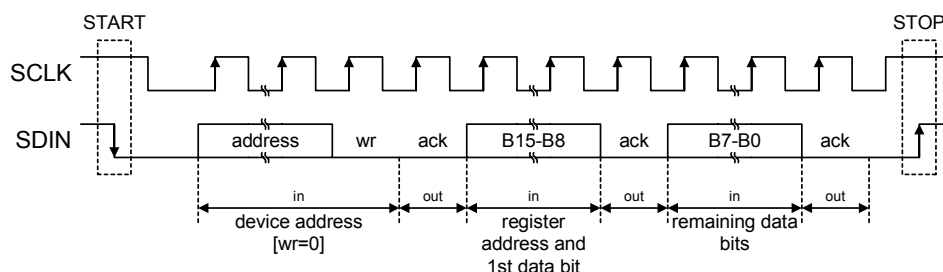 START
STOP
SCLK
SDIN
address
wr
ack
B15-B8
ack
B7-B0
ack
in
out
in
out
in
out
device address
[wr=0]
register
address and
1st data bit
remaining data
bits